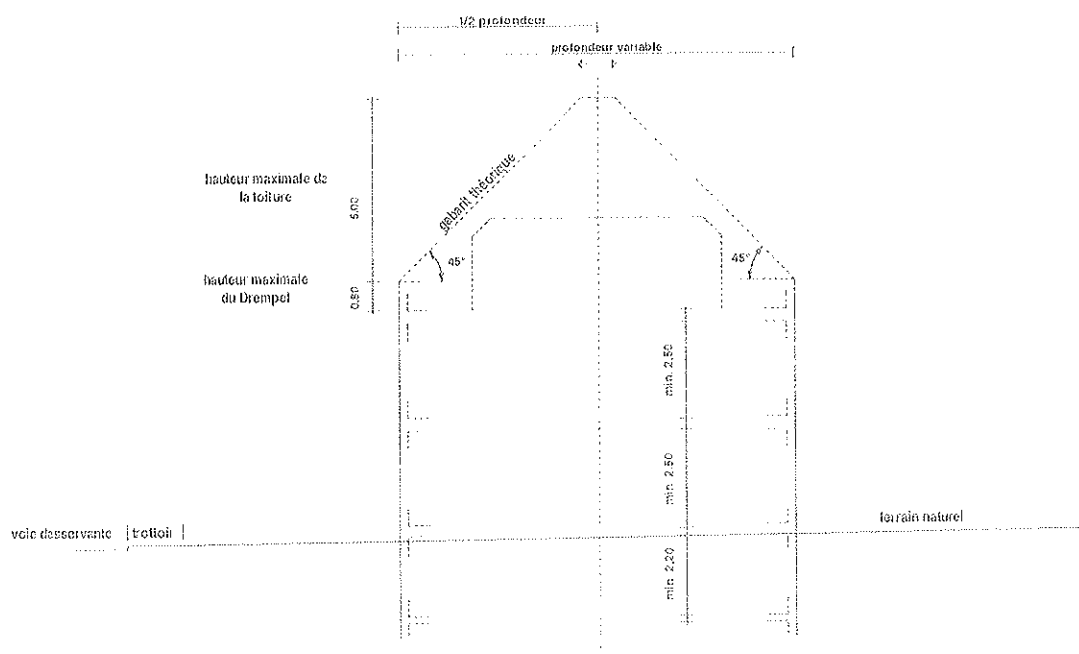 1/2 profondeur
profondeur variable
gabarit théorique
hauteur maximale de
la toiture
5.00
45°
45°
hauteur maximale
du Drempel
0.80
min. 2.50
min. 2.50
min. 2.20
voie desservante
trottoir
terrain naturel